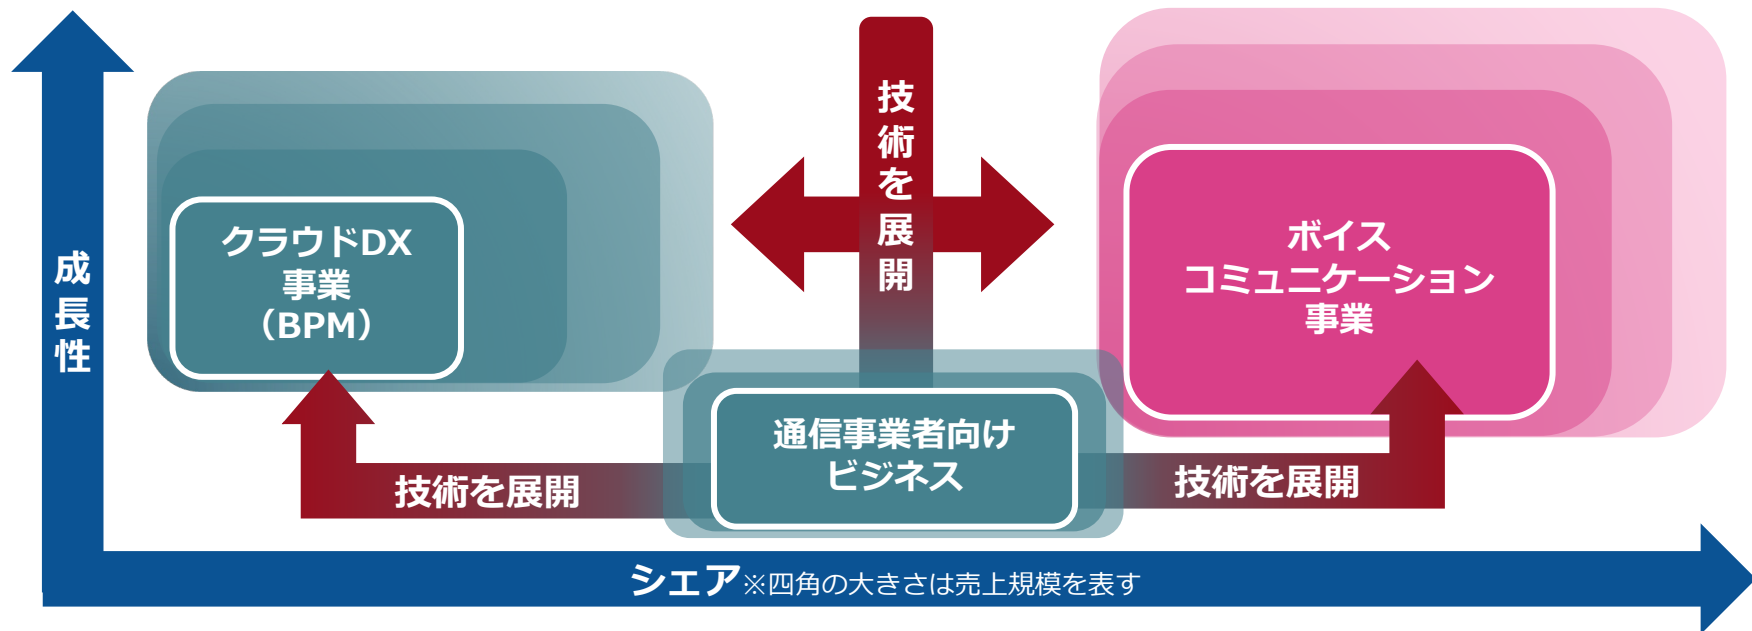 成長性
クラウドDX
事業
（BPM）
技術を展開
ボイス
コミュニケーション
事業
通信事業者向け
ビジネス
技術を展開
技術を展開
シェア※四角の大きさは売上規模を表す